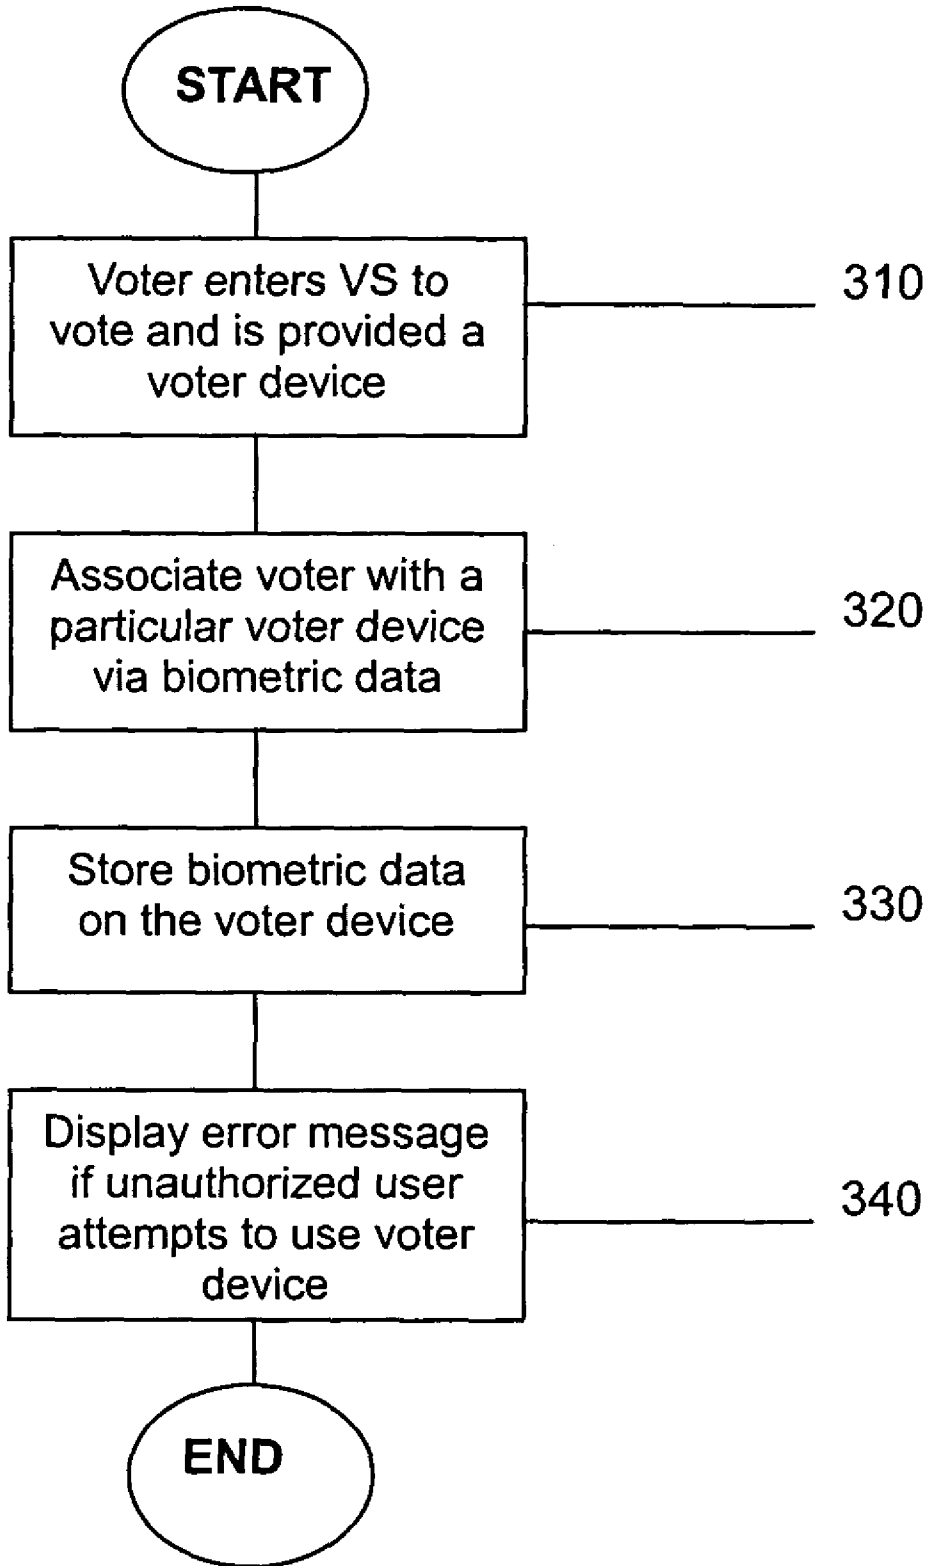 START
Voter enters VS to
vote and is provided a
voter device
310
Associate voter with a
particular voter device
via biometric data
320
Store biometric data
on the voter device
330
Display error message
if unauthorized user
attempts to use voter
device
340
END